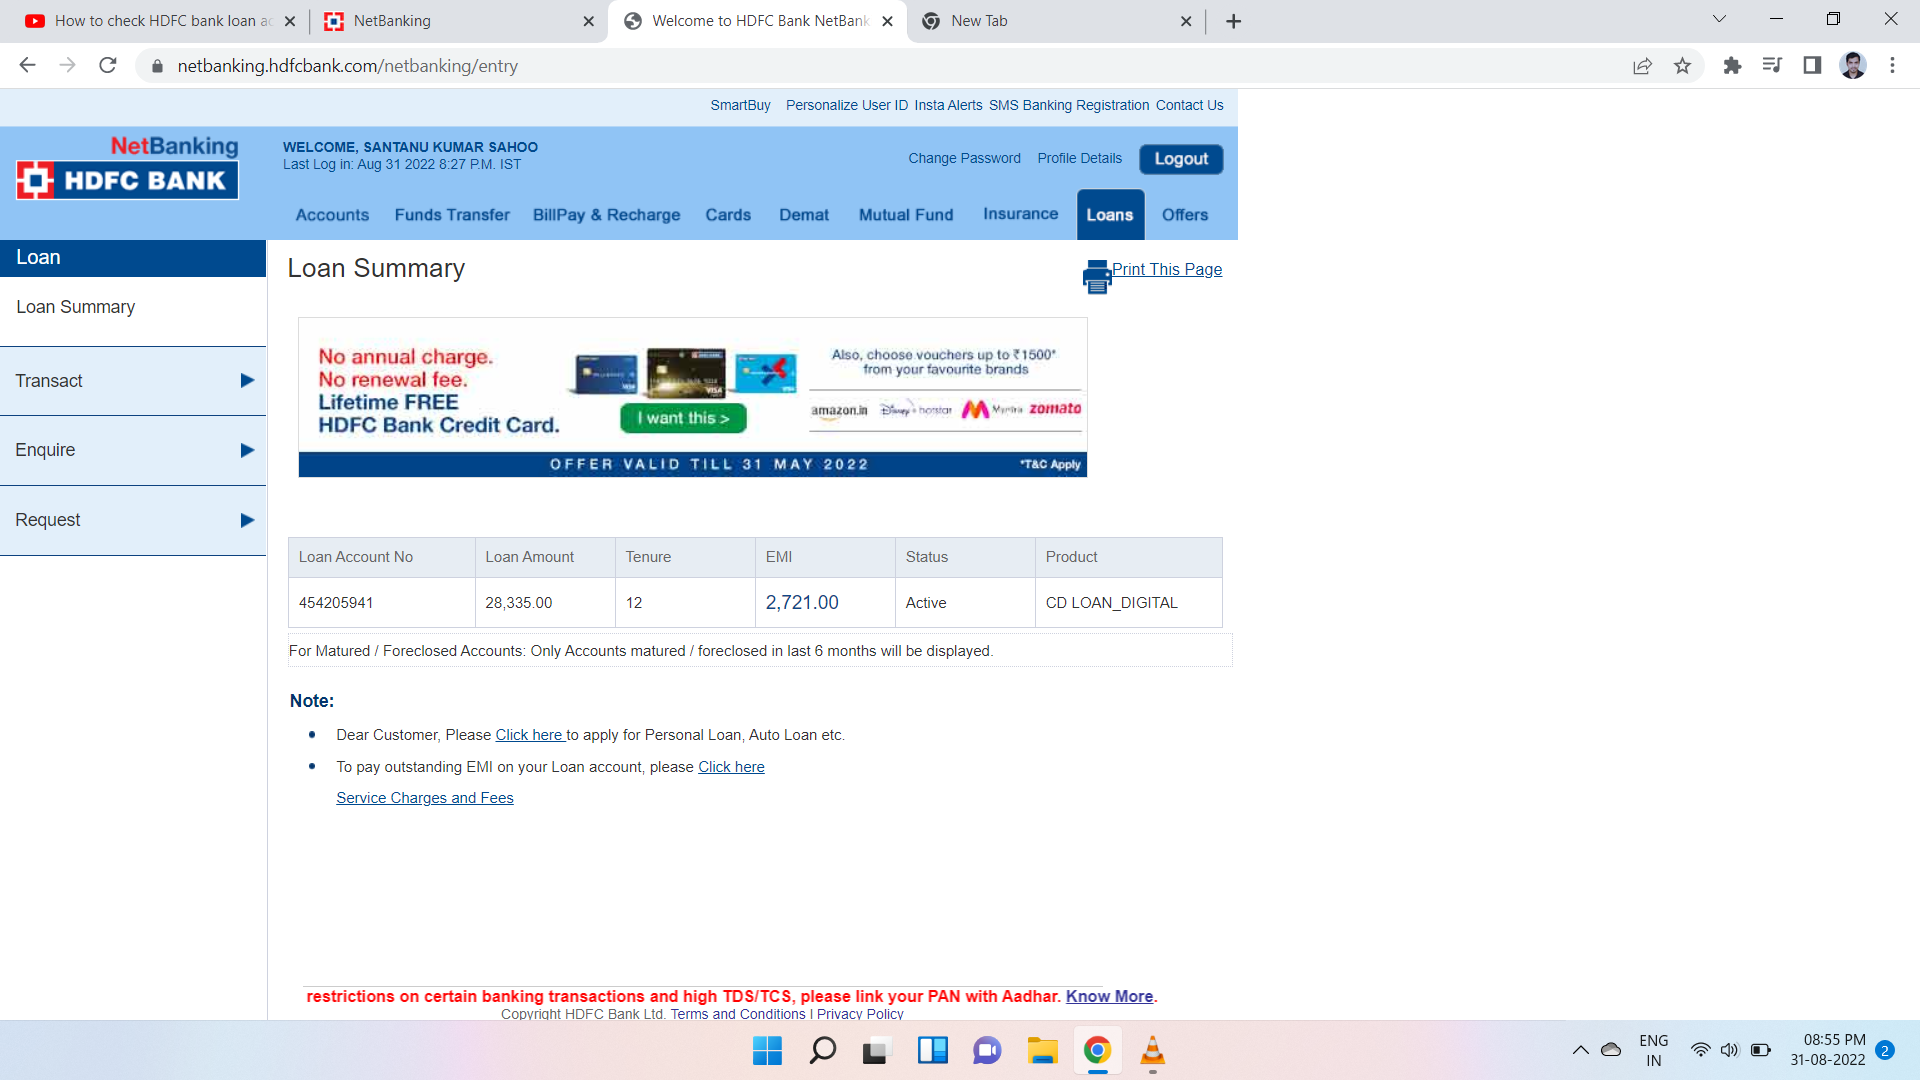 How to check HDFC bank loan ac
NetBanking
Welcome to HDFC Bank NetBank
New Tab
netbanking.hdfcbank.com/netbanking/entry
SmartBuy Personalize User ID Insta Alerts SMS Banking Registration Contact Us
NetBanking
HDFC BANK
WELCOME, SANTANU KUMAR SAHOO
Last Log in: Aug 31 2022 8:27 P.M. IST
Change Password Profile Details Logout
Accounts Funds Transfer BillPay & Recharge Cards Demat Mutual Fund Insurance Loans Offers
Loan
Loan Summary
Transact
Enquire
Request
Loan Summary
Print This Page
No annual charge.
No renewal fee.
Lifetime FREE
HDFC Bank Credit Card.
I want this >
Also, choose vouchers up to ₹1500*
from your favourite brands
amazon.in Disney+ hotstar Myntra zomato
OFFER VALID TILL 31 MAY 2022 *T&C Apply
Loan Account No Loan Amount Tenure EMI Status Product
454205941 28,335.00 12 2,721.00 Active CD LOAN_DIGITAL
For Matured / Foreclosed Accounts: Only Accounts matured / foreclosed in last 6 months will be displayed.
Note:
Dear Customer, Please Click here to apply for Personal Loan, Auto Loan etc.
To pay outstanding EMI on your Loan account, please Click here
Service Charges and Fees
restrictions on certain banking transactions and high TDS/TCS, please link your PAN with Aadhar. Know More.
Copyright HDFC Bank Ltd. Terms and Conditions | Privacy Policy
ENG
IN
08:55 PM
31-08-2022
2